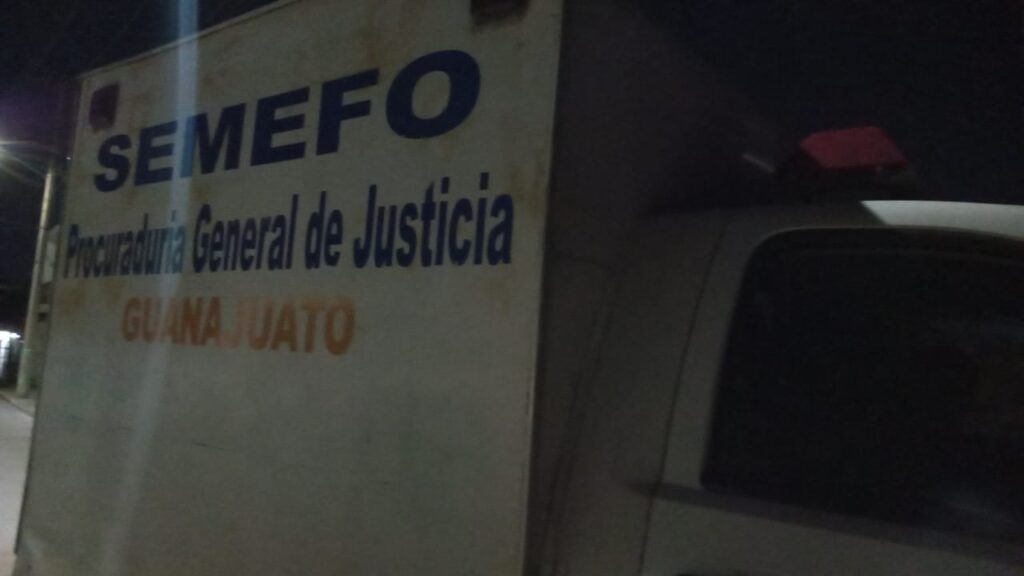 SEMEFO
Procuraduria General de Justicia
GUANAJUATO